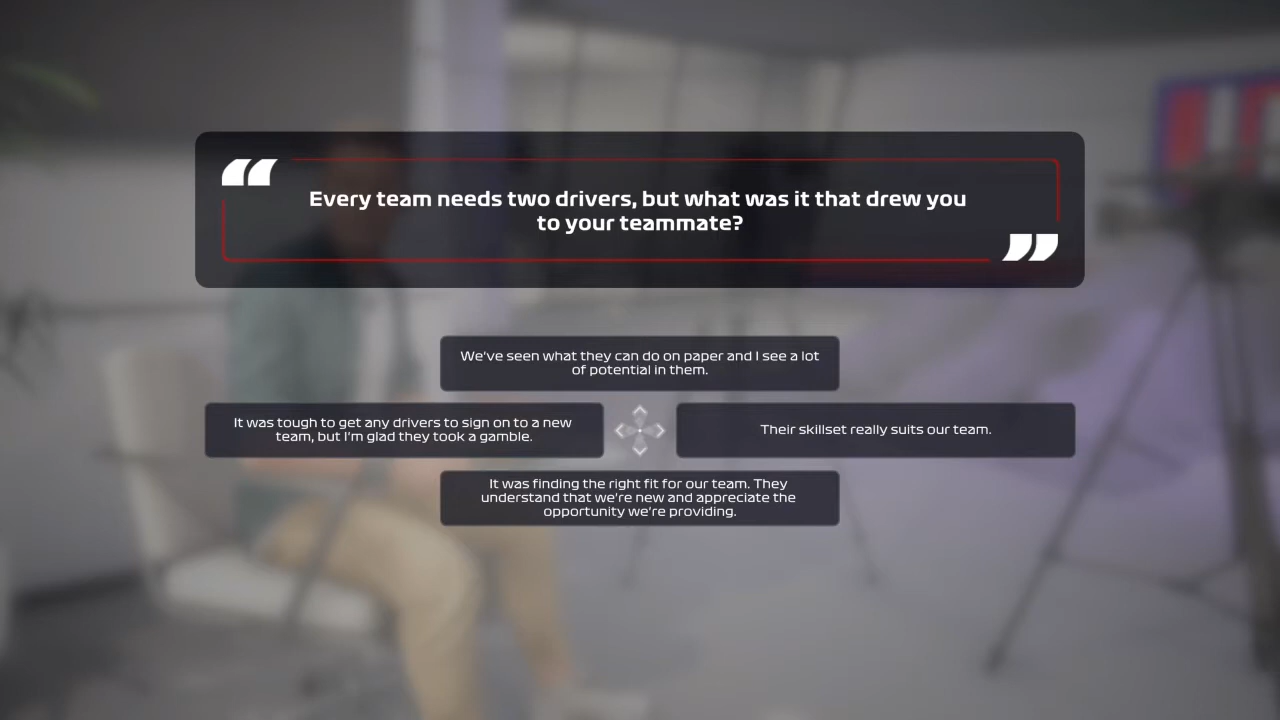 Every team needs two drivers, but what was it that drew you
to your teammate?
We've seen what they can do on paper and I see a lot
of potential in them.
It was tough to get any drivers to sign on to a new
team, but I'm glad they took a gamble.
Their skillset really suits our team.
It was finding the right fit for our team. They
understand that we're new and appreciate the
opportunity we're providing.